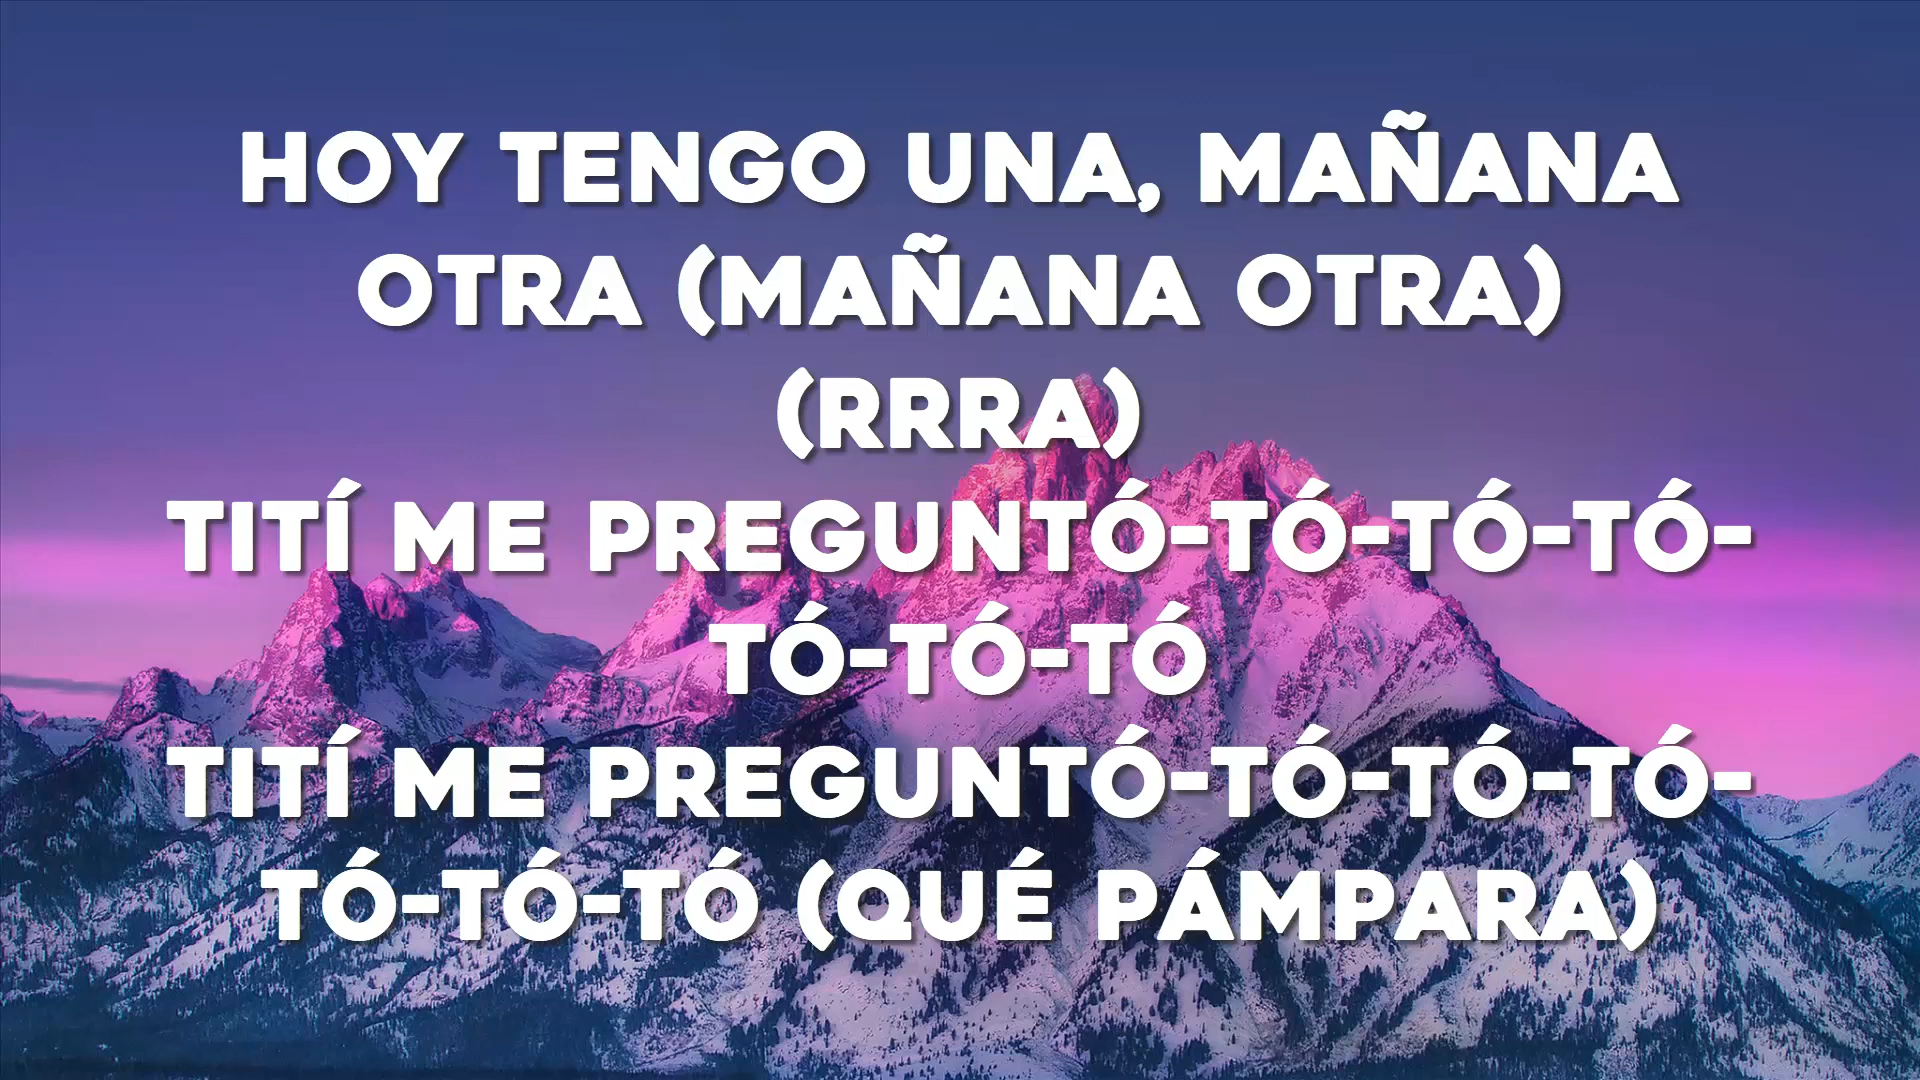 HOY TENGO UNA, MAÑANA
OTRA (MAÑANA OTRA)
(RRRA)
TITÍ ME PREGUNTÓ-TÓ-TÓ-TÓ-
TÓ-TÓ-TÓ
TITÍ ME PREGUNTÓ-TÓ-TÓ-TÓ-
TÓ-TÓ-TÓ (QUÉ PÁMPARA)